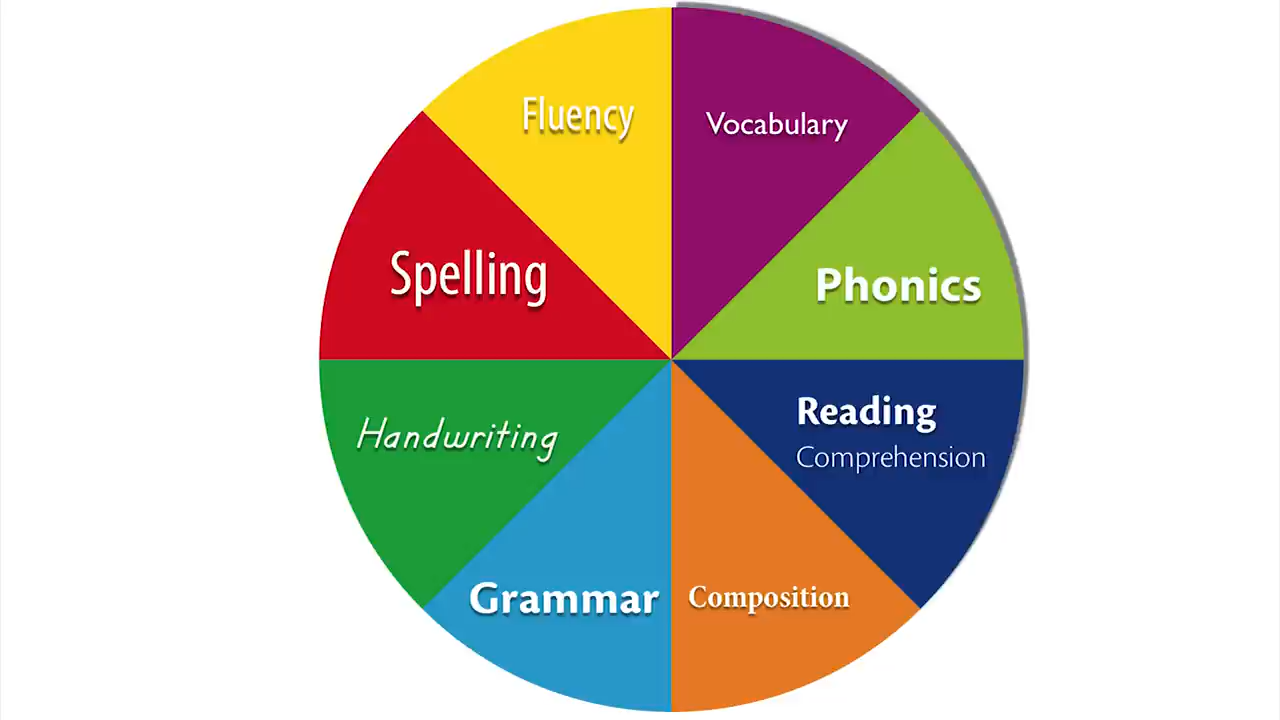 Fluency
Vocabulary
Spelling
Phonics
Handwriting
Reading
Comprehension
Grammar
Composition